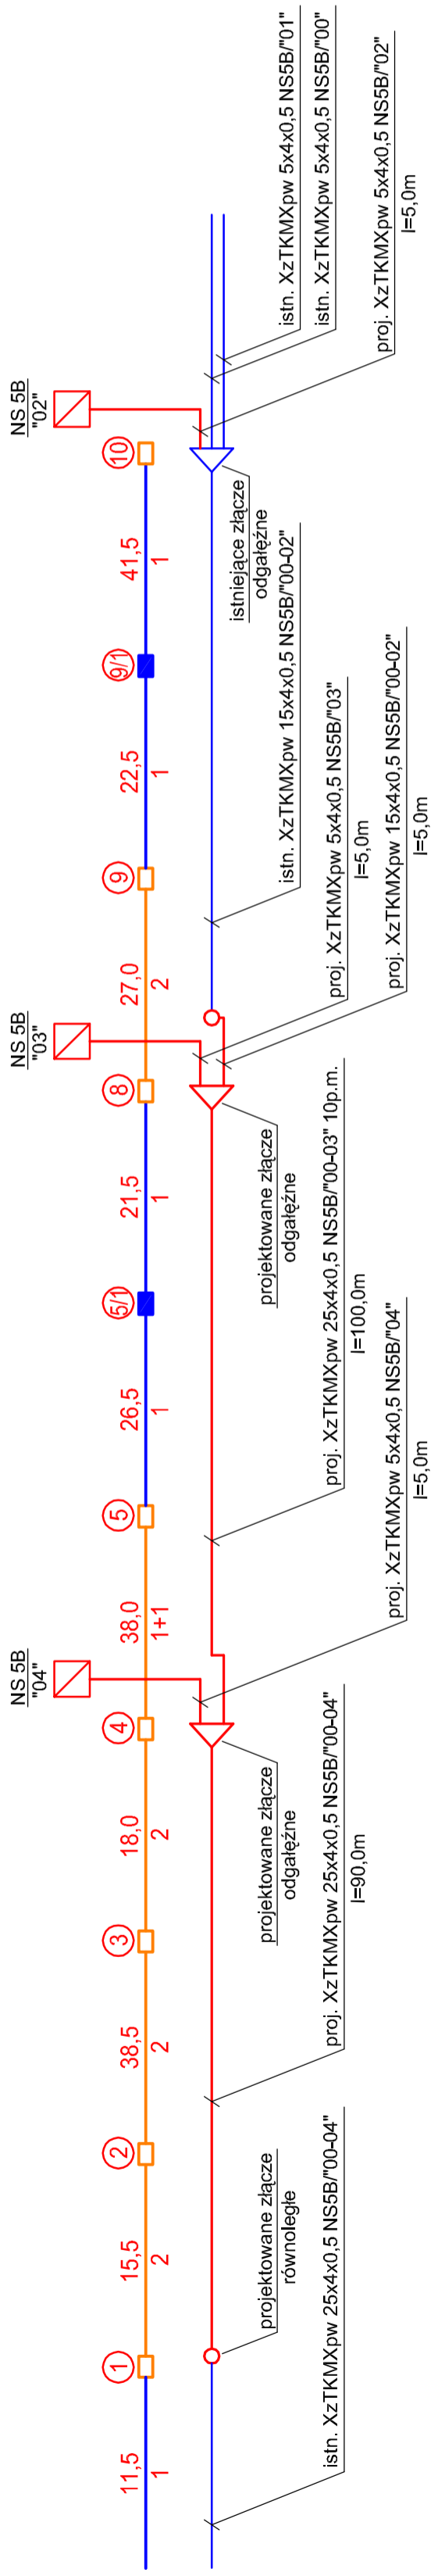 NS 5B
"04"
NS 5B
"03"
NS 5B
"02"
1
2
3
4
5
5/1
8
9
9/1
10
11,5
15,5
38,5
18,0
38,0
26,5
21,5
27,0
22,5
41,5
1
2
2
2
1+1
1
1
2
1
1
projektowane złącze
równoległe
projektowane złącze
odgałęźne
projektowane złącze
odgałęźne
istniejące złącze
odgałęźne
istn. XzTKMXpw 25x4x0,5 NS5B/"00-04"
proj. XzTKMXpw 25x4x0,5 NS5B/"00-04"
l=90,0m
proj. XzTKMXpw 5x4x0,5 NS5B/"04"
l=5,0m
proj. XzTKMXpw 25x4x0,5 NS5B/"00-03" 10p.m.
l=100,0m
proj. XzTKMXpw 5x4x0,5 NS5B/"03"
l=5,0m
proj. XzTKMXpw 15x4x0,5 NS5B/"00-02"
l=5,0m
istn. XzTKMXpw 15x4x0,5 NS5B/"00-02"
istn. XzTKMXpw 5x4x0,5 NS5B/"01"
istn. XzTKMXpw 5x4x0,5 NS5B/"00"
proj. XzTKMXpw 5x4x0,5 NS5B/"02"
l=5,0m